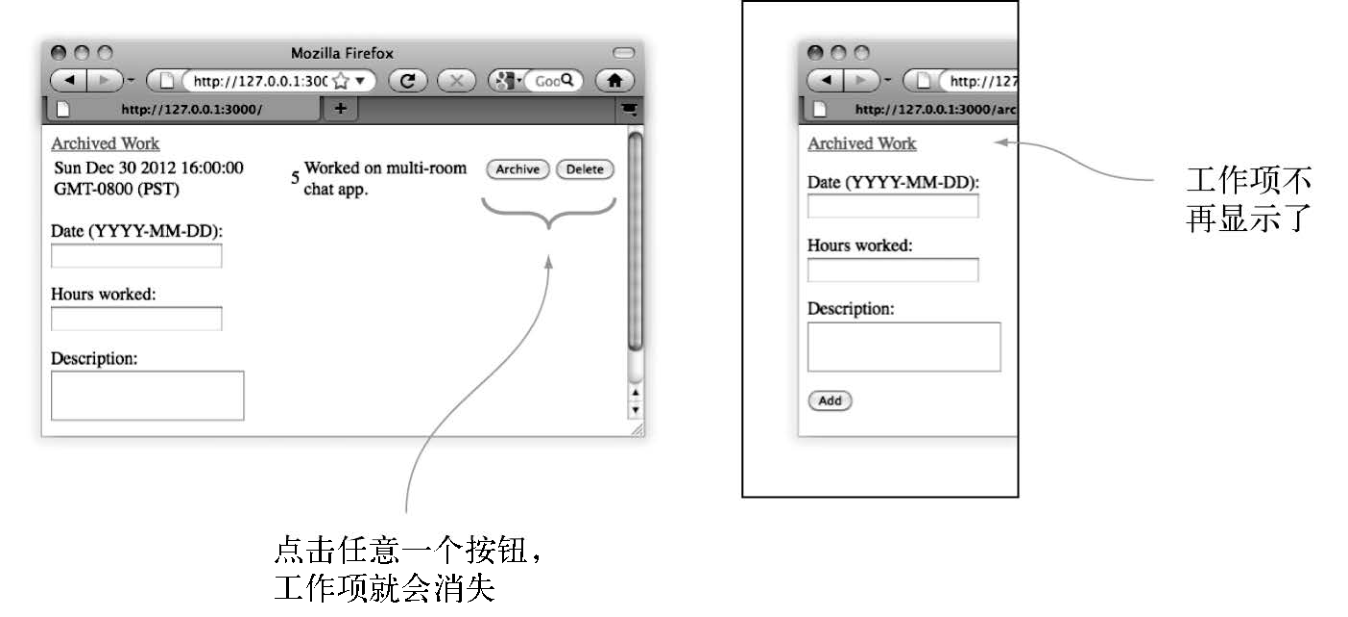 Mozilla Firefox
http://127.0.0.1:300
Goo
http://127.0.0.1:3000/
+
Archived Work
Sun Dec 30 2012 16:00:00
GMT-0800 (PST)
5
Worked on multi-room
chat app.
Archive
Delete
Date (YYYY-MM-DD):
Hours worked:
Description:
点击任意一个按钮,
工作项就会消失
http://127
http://127.0.0.1:3000/arc
Archived Work
Date (YYYY-MM-DD):
Hours worked:
Description:
Add
工作项不
再显示了